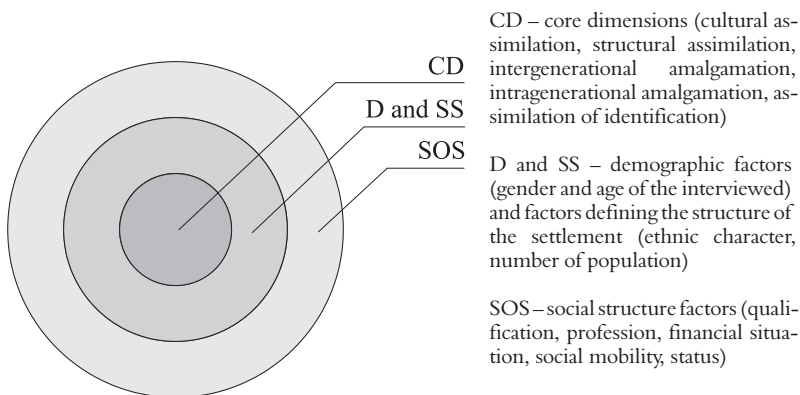 CD
D and SS
SOS
CD – core dimensions (cultural as-
similation, structural assimilation,
intergenerational amalgamation,
intragenerational amalgamation, as-
similation of identification)
D and SS – demographic factors
(gender and age of the interviewed)
and factors defining the structure of
the settlement (ethnic character,
number of population)
SOS – social structure factors (quali-
fication, profession, financial situa-
tion, social mobility, status)